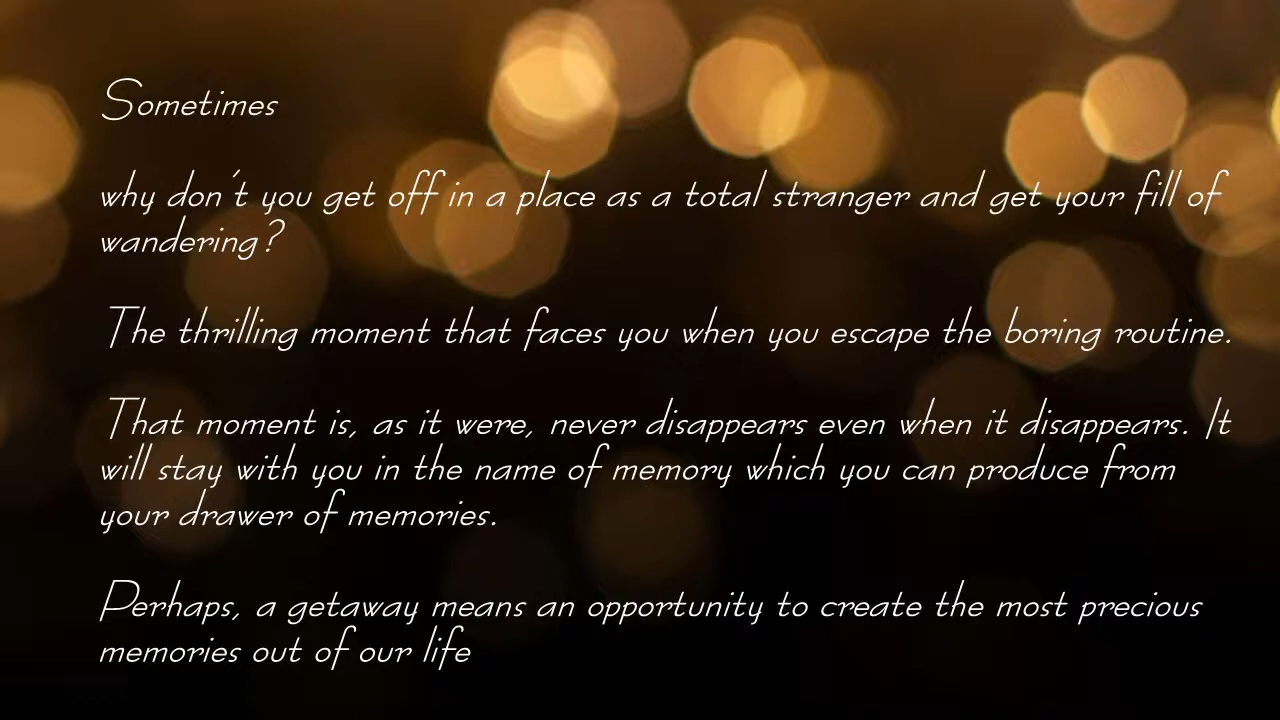 Sometimes
why don't you get off in a place as a total stranger and get your fill of
wandering?
The thrilling moment that faces you when you escape the boring routine.
That moment is, as it were, never disappears even when it disappears. It
will stay with you in the name of memory which you can produce from
your drawer of memories.
Perhaps, a getaway means an opportunity to create the most precious
memories out of our life